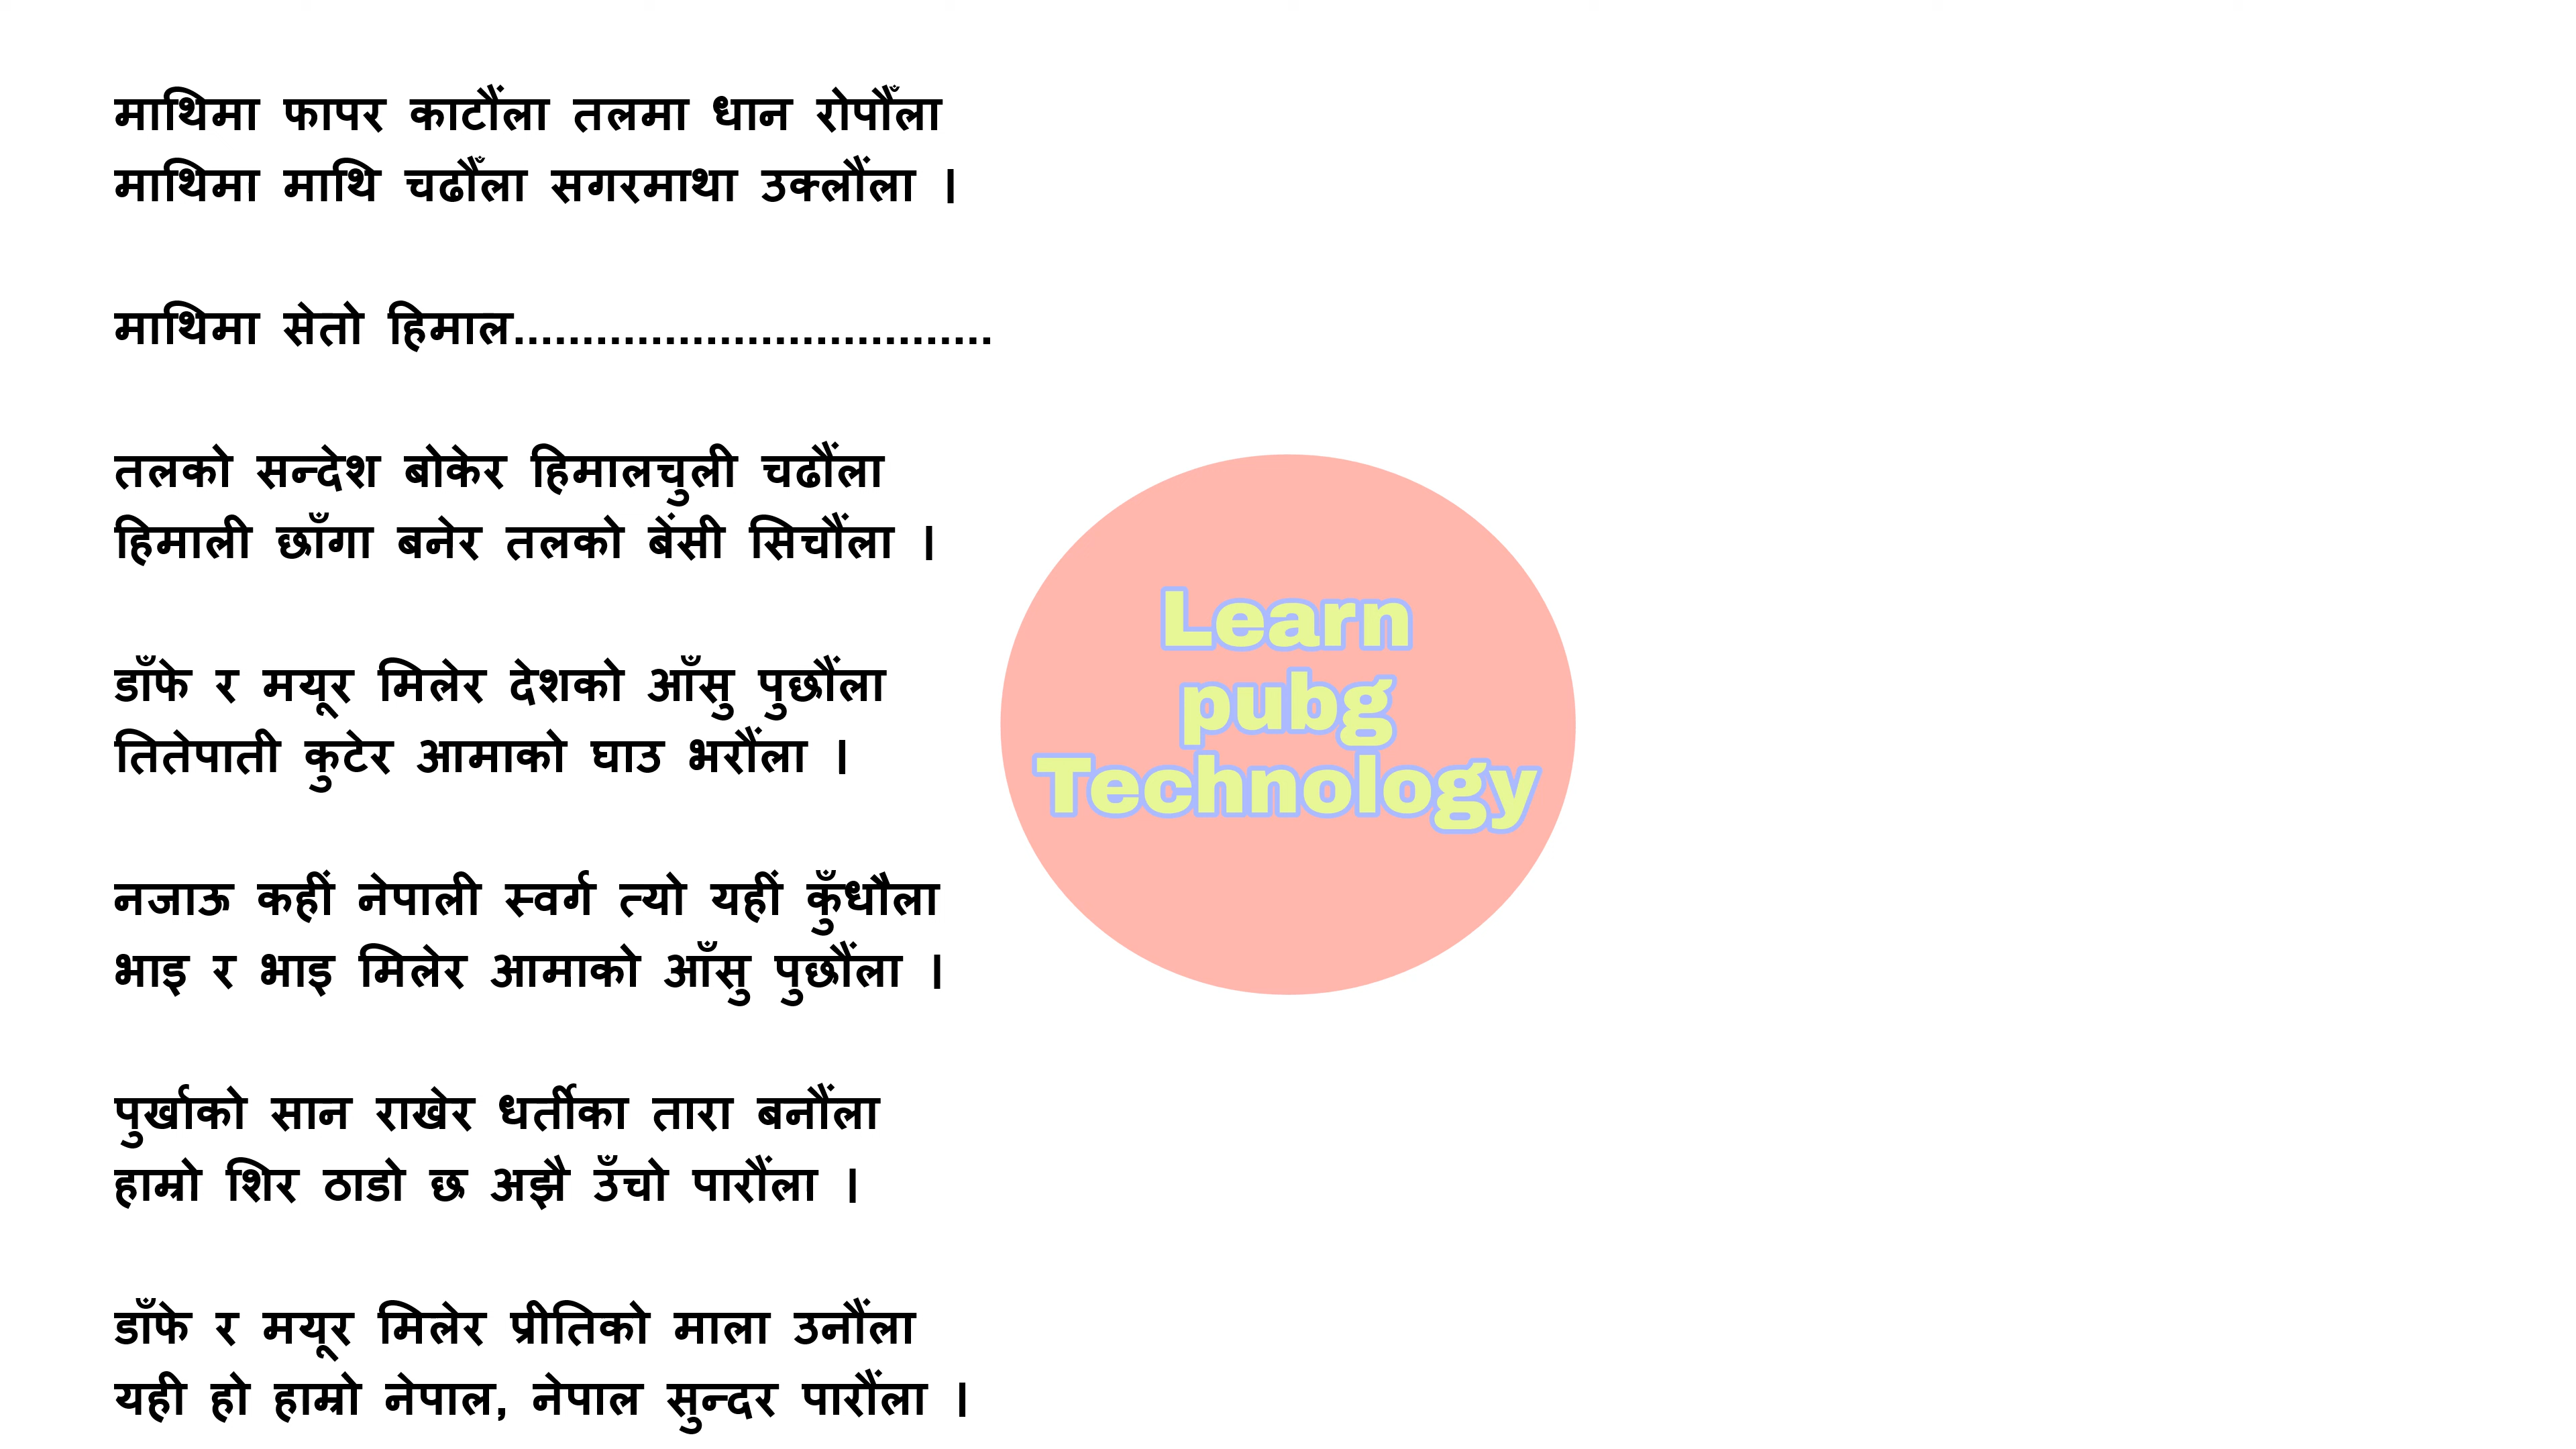 माथिमा फापर काटौंला तलमा धान रोपौँला
माथिमा माथि चढौँला सगरमाथा उक्लौंला ।
माथिमा सेतो हिमाल...................................
तलको सन्देश बोकेर हिमालचुली चढौंला
हिमाली छाँगा बनेर तलको बेंसी सिचौंला ।
डाँफे र मयूर मिलेर देशको आँसु पुछौंला
तितेपाती कुटेर आमाको घाउ भरौंला ।
नजाऊ कहीं नेपाली स्वर्ग त्यो यहीं कुँधौला
भाइ र भाइ मिलेर आमाको आँसु पुछौंला ।
पुर्खाको सान राखेर धर्तीका तारा बनौंला
हाम्रो शिर ठाडो छ अझै उँचो पारौंला ।
डाँफे र मयूर मिलेर प्रीतिको माला उनौंला
यही हो हाम्रो नेपाल, नेपाल सुन्दर पारौंला ।
Learn
pubg
Technology